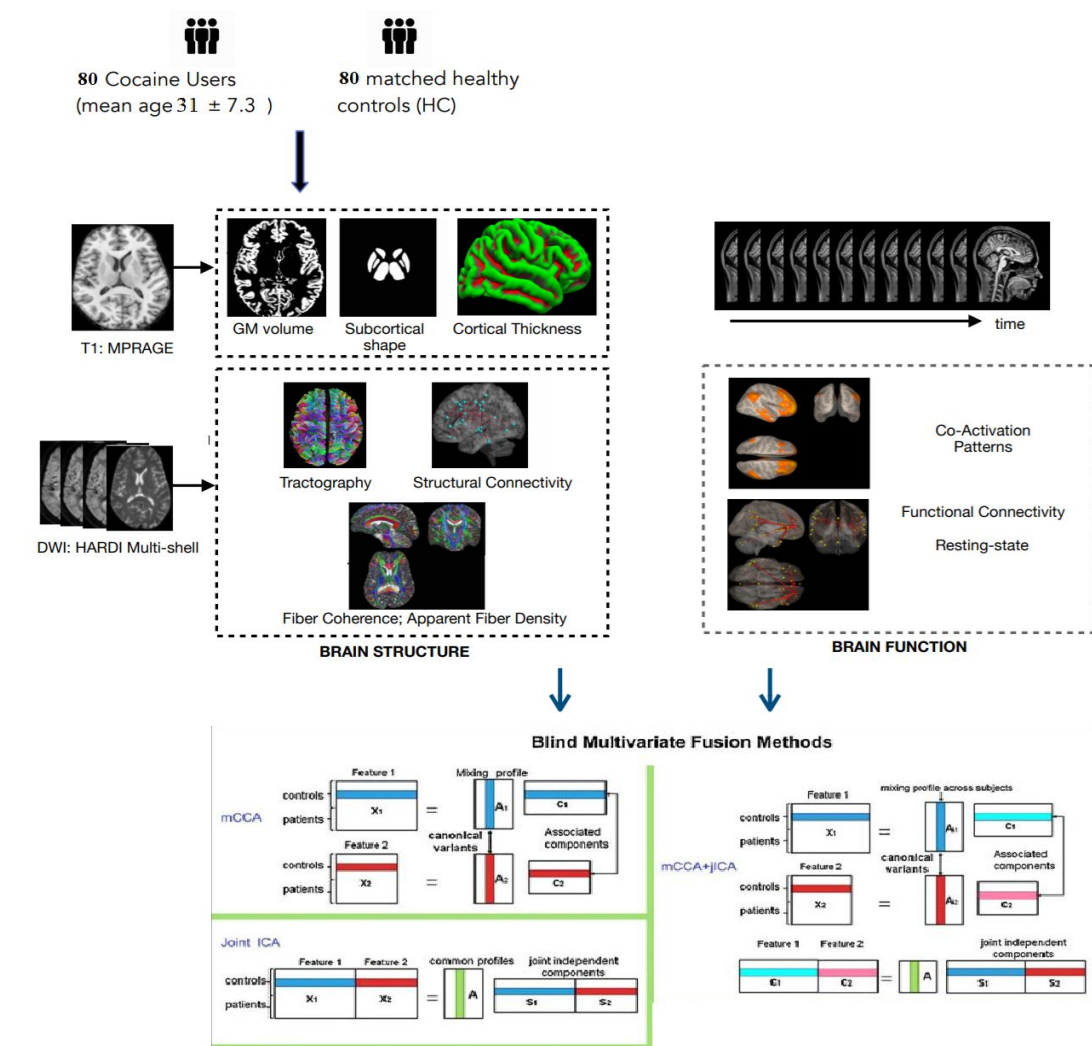 80 Cocaine Users
(mean age 31 ± 7.3 )
80 matched healthy
controls (HC)
T1: MPRAGE
GM volume
Subcortical
shape
Cortical Thickness
time
DWI: HARDI Multi-shell
Tractography
Structural Connectivity
Fiber Coherence; Apparent Fiber Density
BRAIN STRUCTURE
Co-Activation
Patterns
Functional Connectivity
Resting-state
BRAIN FUNCTION
Blind Multivariate Fusion Methods
mCCA
Feature 1
Mixing profile
controls
patients
X1
=
A1
C1
canonical
variants
Associated
components
Feature 2
controls
patients
X2
=
A2
C2
Joint ICA
Feature 1
Feature 2
common profiles
joint independent
components
controls
patients
X1
X2
=
A
S1
S2
mCCA+jICA
Feature 1
mixing profile across subjects
controls
patients
X1
=
C1
canonical
variants
Associated
components
Feature 2
controls
patients
X2
=
C2
Feature 1
Feature 2
joint independent
components
C1
C2
=
A
S1
S2